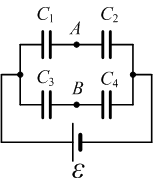 C₁ A C₂
C₃ B C₄
ε